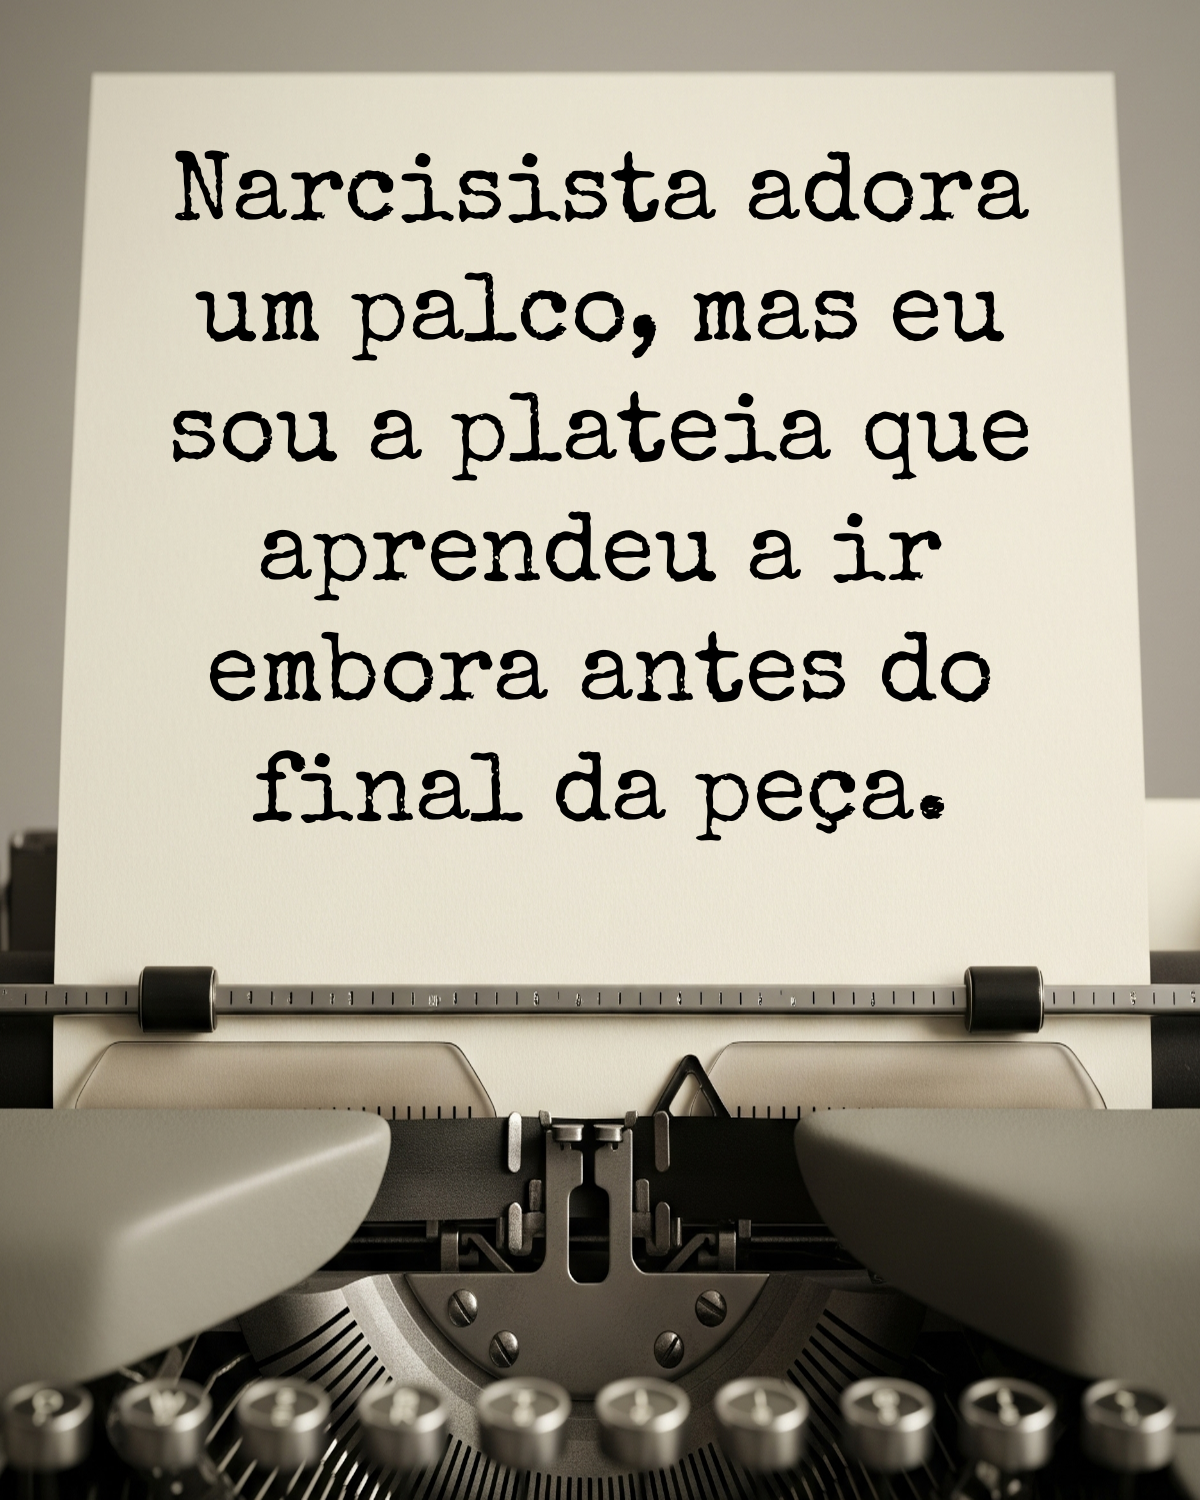 Narcisista adora
um palco, mas eu
sou a plateia que
aprendeu a ir
embora antes do
final da peça.